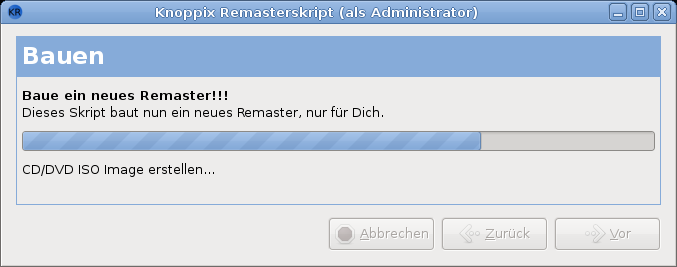 KR Knoppix Remasterskript (als Administrator)
Bauen
Baue ein neues Remaster!!!
Dieses Skript baut nun ein neues Remaster, nur für Dich.
CD/DVD ISO Image erstellen...
Abbrechen Zurück Vor